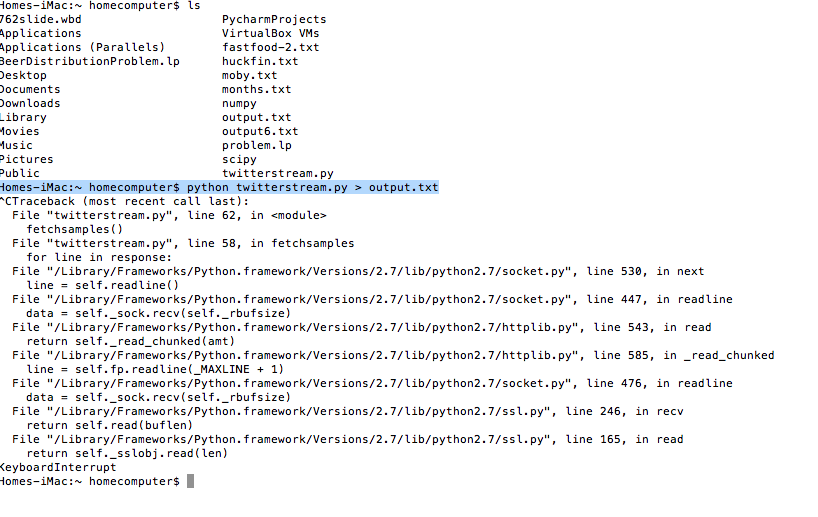 Homes-iMac:~ homecomputer$ ls
762slide.wbd PycharmProjects
Applications VirtualBox VMs
Applications (Parallels) fastfood-2.txt
BeerDistributionProblem.lp huckfin.txt
Desktop moby.txt
Documents months.txt
Downloads numpy
Library output.txt
Movies output6.txt
Music problem.lp
Pictures scipy
Public twitterstream.py
Homes-iMac:~ homecomputer$ python twitterstream.py > output.txt
^CTraceback (most recent call last):
  File "twitterstream.py", line 62, in <module>
    fetchsamples()
  File "twitterstream.py", line 58, in fetchsamples
    for line in response:
  File "/Library/Frameworks/Python.framework/Versions/2.7/lib/python2.7/socket.py", line 530, in next
    line = self.readline()
  File "/Library/Frameworks/Python.framework/Versions/2.7/lib/python2.7/socket.py", line 447, in readline
    data = self._sock.recv(self._rbufsize)
  File "/Library/Frameworks/Python.framework/Versions/2.7/lib/python2.7/httplib.py", line 543, in read
    return self._read_chunked(amt)
  File "/Library/Frameworks/Python.framework/Versions/2.7/lib/python2.7/httplib.py", line 585, in _read_chunked
    line = self.fp.readline(_MAXLINE + 1)
  File "/Library/Frameworks/Python.framework/Versions/2.7/lib/python2.7/socket.py", line 476, in readline
    data = self._sock.recv(self._rbufsize)
  File "/Library/Frameworks/Python.framework/Versions/2.7/lib/python2.7/ssl.py", line 246, in recv
    return self.read(buflen)
  File "/Library/Frameworks/Python.framework/Versions/2.7/lib/python2.7/ssl.py", line 165, in read
    return self._sslobj.read(len)
KeyboardInterrupt
Homes-iMac:~ homecomputer$